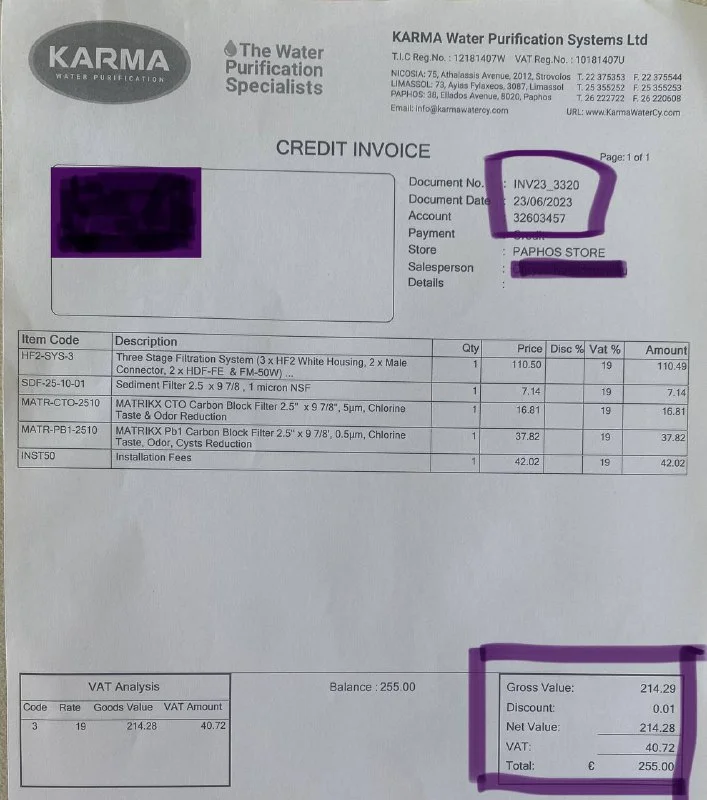 KARMA
WATER PURIFICATION
The Water
Purification
Specialists
KARMA Water Purification Systems Ltd
T.I.C Reg.No. : 12181407W VAT Reg.No. : 10181407U
NICOSIA: 75, Athalassis Avenue, 2012, Strovolos T. 22 375353 F. 22 375544
LIMASSOL: 73, Ayias Fylaxeos, 3087, Limassol T. 25 355252 F. 25 355253
PAPHOS: 36, Ellados Avenue, 8020, Paphos T. 26 222722 F. 26 220608
Email: info@karmawatercy.com URL: www.KarmaWaterCy.com
CREDIT INVOICE
Page: 1 of 1
Document No. : INV23_3320
Document Date : 23/06/2023
Account : 32603457
Payment : Credit
Store : PAPHOS STORE
Salesperson :
Details :
Item Code Description Qty Price Disc % Vat % Amount
HF2-SYS-3 Three Stage Filtration System (3 x HF2 White Housing, 2 x Male 1 110.50 19 110.49
Connector, 2 x HDF-FE & FM-50W) ...
SDF-25-10-01 Sediment Filter 2.5 x 9 7/8 , 1 micron NSF 1 7.14 19 7.14
MATR-CTO-2510 MATRIKX CTO Carbon Block Filter 2.5" x 9 7/8", 5µm, Chlorine 1 16.81 19 16.81
Taste & Odor Reduction
MATR-PB1-2510 MATRIKX Pb1 Carbon Block Filter 2.5" x 9 7/8', 0.5µm, Chlorine 1 37.82 19 37.82
Taste, Odor, Cysts Reduction
INST50 Installation Fees 1 42.02 19 42.02
VAT Analysis
Code Rate Goods Value VAT Amount
3 19 214.28 40.72
Balance : 255.00
Gross Value: 214.29
Discount: 0.01
Net Value: 214.28
VAT: 40.72
Total: € 255.00